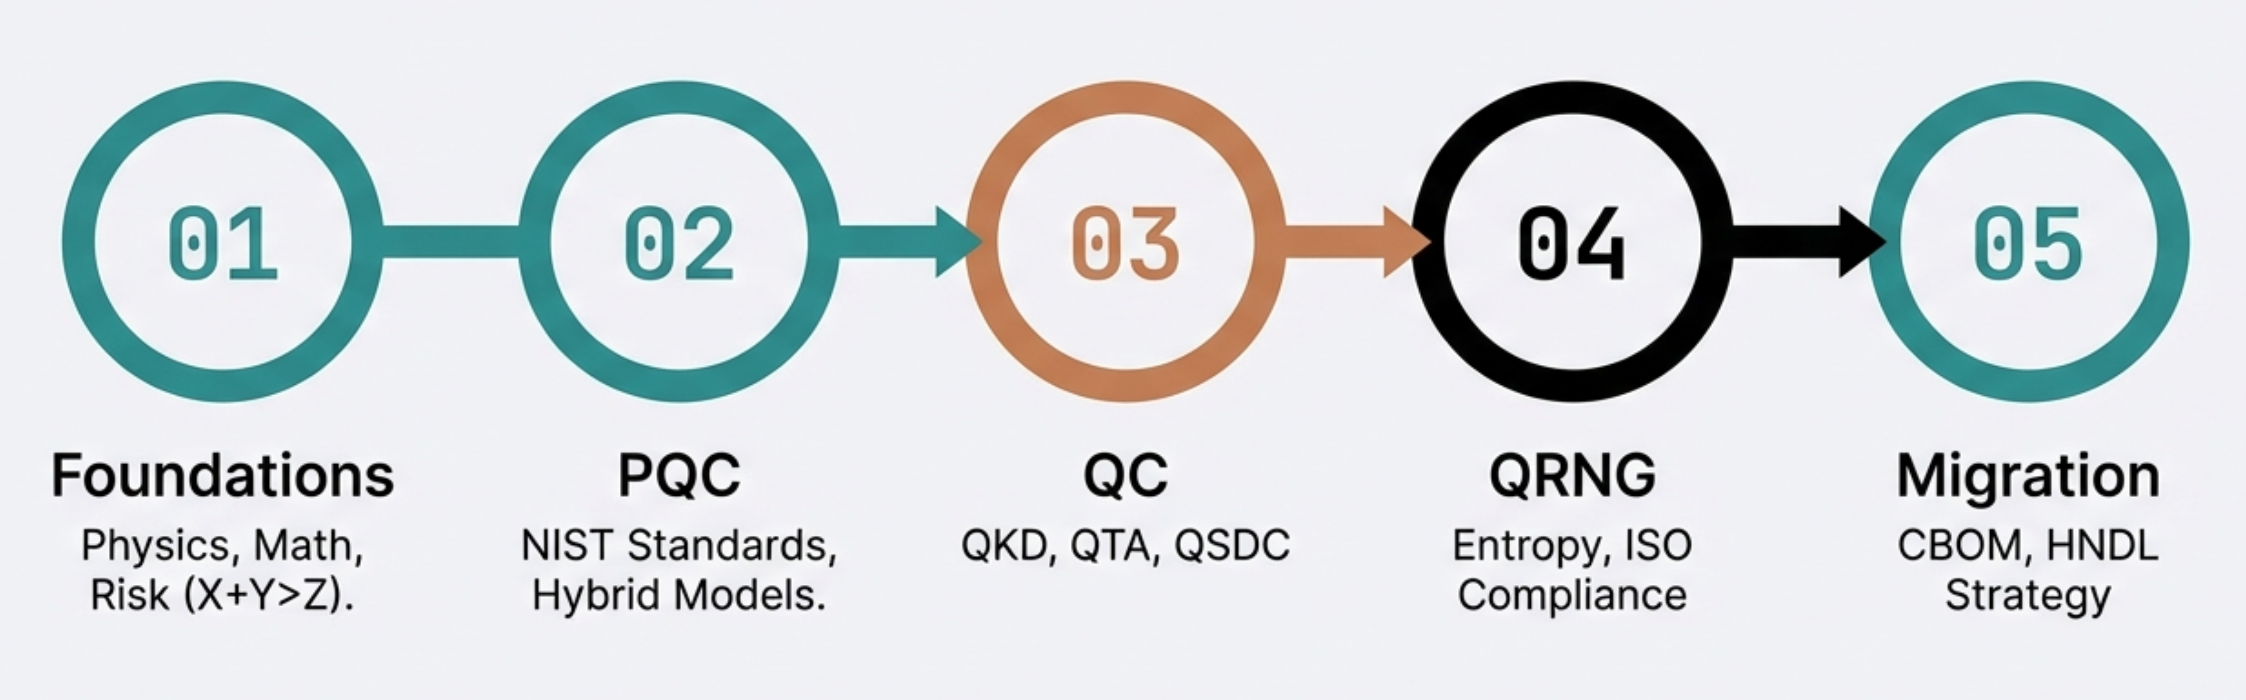 01
02
03
04
05
Foundations
Physics, Math,
Risk (X+Y>Z).
PQC
NIST Standards,
Hybrid Models.
QC
QKD, QTA, QSDC
QRNG
Entropy, ISO
Compliance
Migration
CBOM, HNDL
Strategy